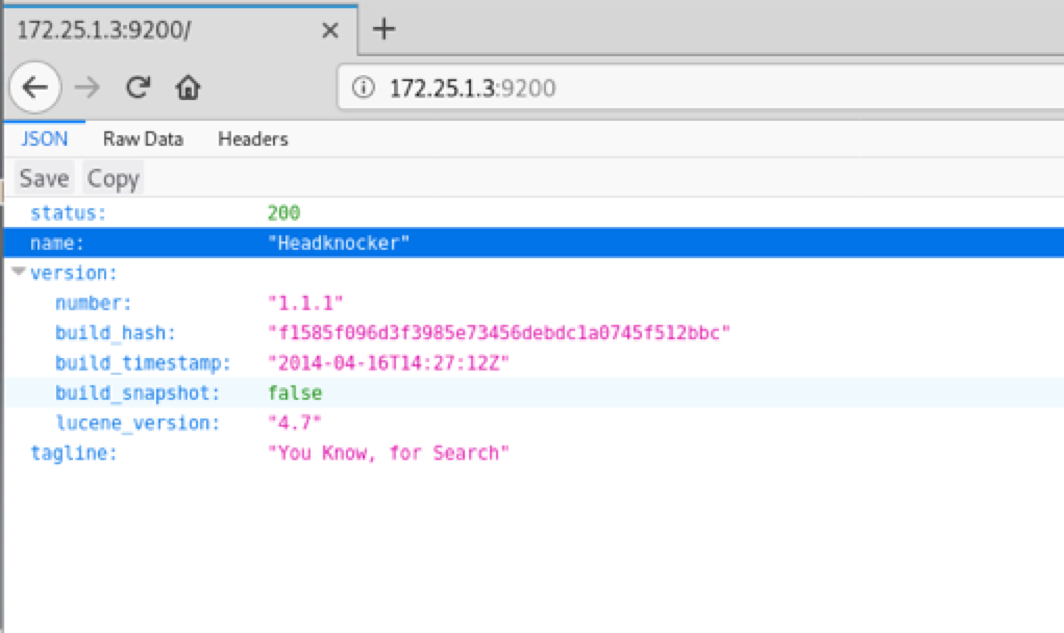 172.25.1.3:9200/
172.25.1.3:9200
JSON Raw Data Headers
Save Copy
status: 200
name: "Headknocker"
version:
number: "1.1.1"
build_hash: "f1585f096d3f3985e73456debdc1a0745f512bbc"
build_timestamp: "2014-04-16T14:27:12Z"
build_snapshot: false
lucene_version: "4.7"
tagline: "You Know, for Search"